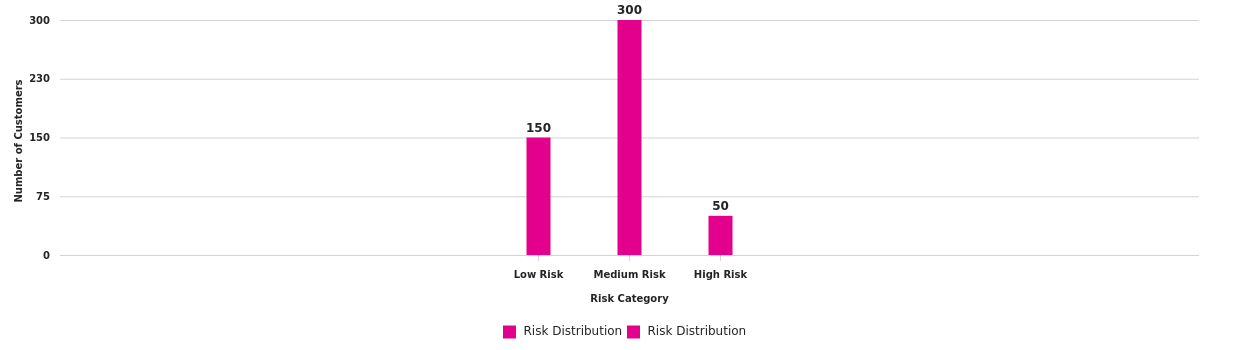 300
300
230
Number of Customers
150
150
75
50
0
Low Risk Medium Risk High Risk
Risk Category
Risk Distribution Risk Distribution